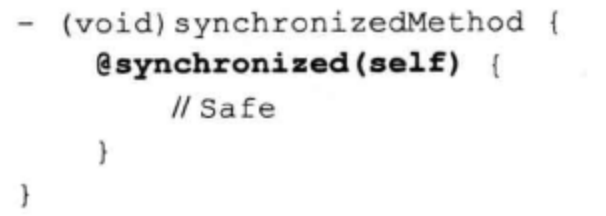 - (void)synchronizedMethod {
@synchronized(self) {
// Safe
}
}